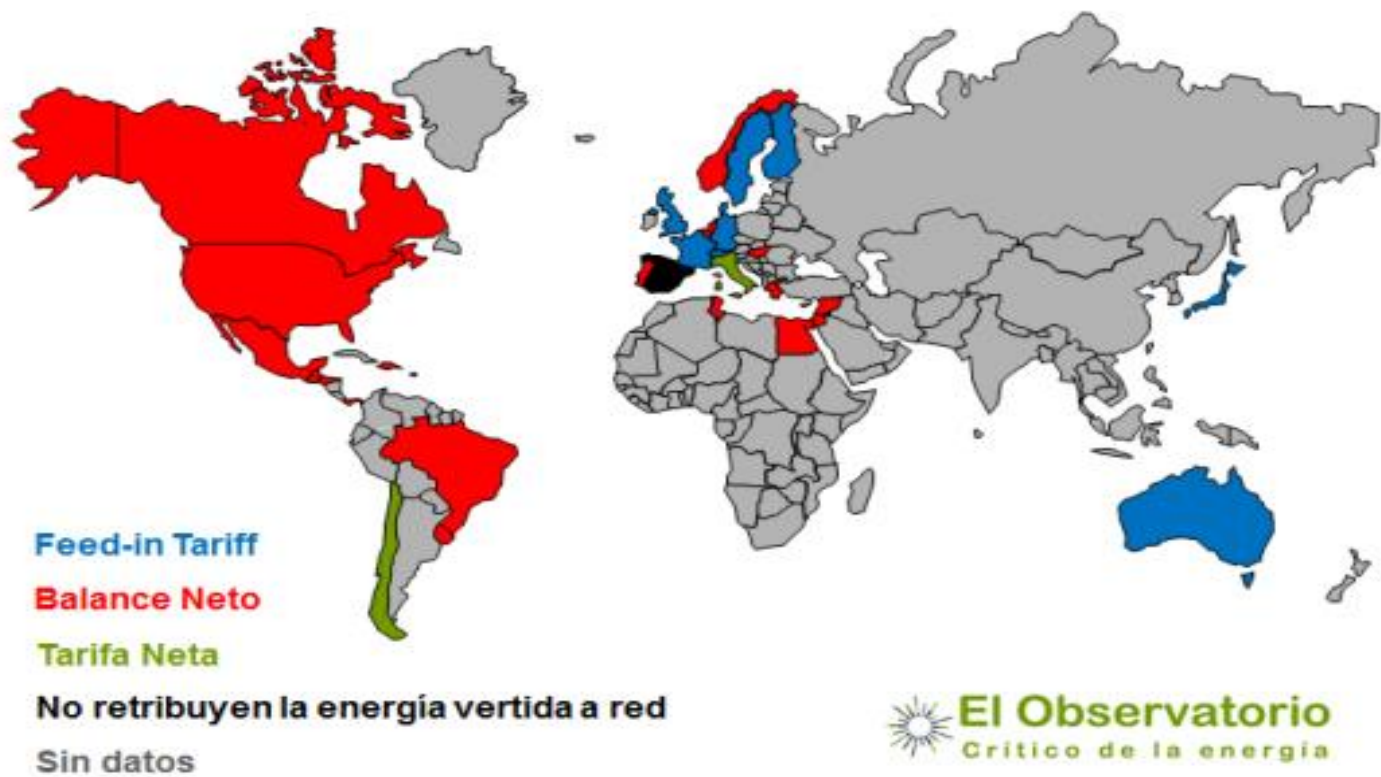 Feed-in Tariff
Balance Neto
Tarifa Neta
No retribuyen la energía vertida a red
Sin datos
El Observatorio
Crítico de la energía